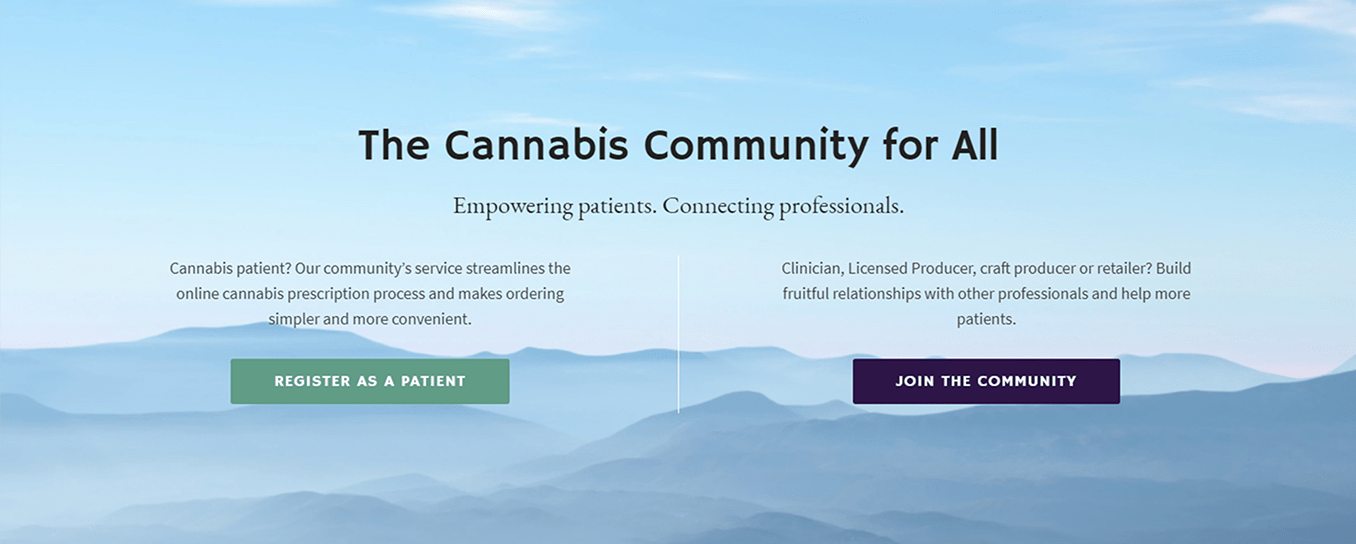 The Cannabis Community for All
Empowering patients. Connecting professionals.
Cannabis patient? Our community’s service streamlines the
online cannabis prescription process and makes ordering
simpler and more convenient.
REGISTER AS A PATIENT
Clinician, Licensed Producer, craft producer or retailer? Build
fruitful relationships with other professionals and help more
patients.
JOIN THE COMMUNITY